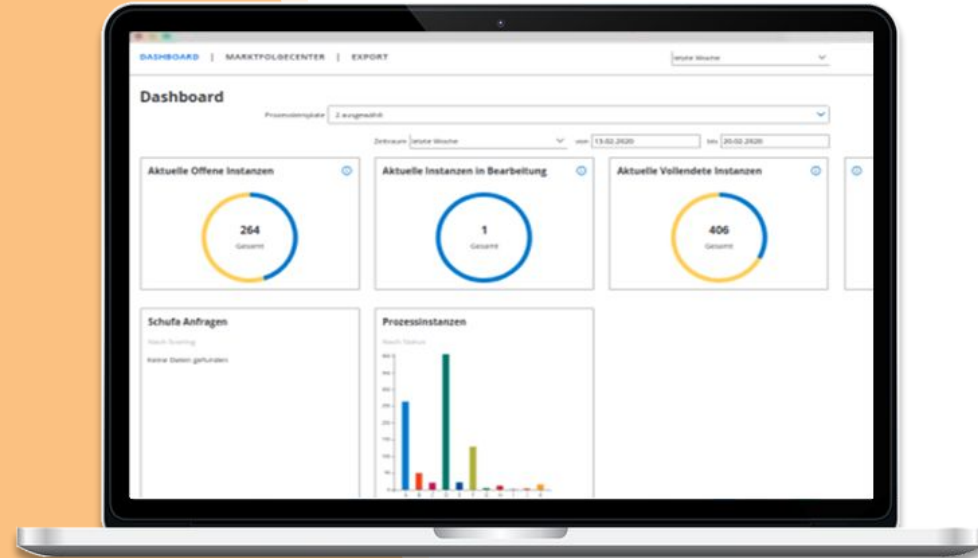 DASHBOARD | MARKTFOLGECENTER | EXPORT
letzte Woche
Dashboard
2 ausgewählt
Zeitraum letzte Woche von 13.02.2020 bis 20.02.2020
Aktuelle Offene Instanzen
264
Gesamt
Aktuelle Instanzen in Bearbeitung
1
Gesamt
Aktuelle Vollendete Instanzen
406
Gesamt
Schufa Anfragen
Nach Scoring
Keine Daten gefunden
Prozessinstanzen
Nach Status